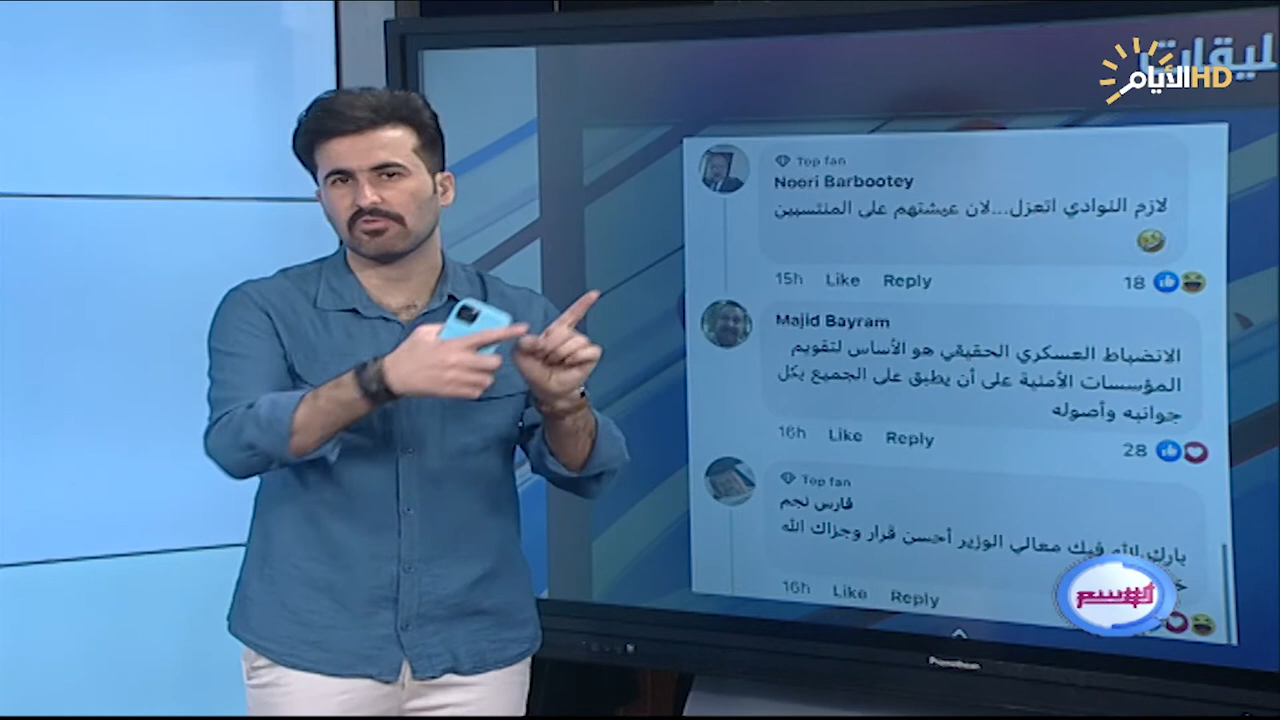 الأيام HD
Top fan
Noori Barbootey
لازم النوادي اتعزل...لان عيشتهم على المنتسبين
15h Like Reply 18
Majid Bayram
الانضباط العسكري الحقيقي هو الأساس لتقويم
المؤسسات الأمنية على أن يطبق على الجميع بكل
جوانبه وأصوله
16h Like Reply 28
Top fan
فارس نجم
بارك الله فيك معالي الوزير أحسن قرار وجزاك الله
16h Like Reply
Promethean